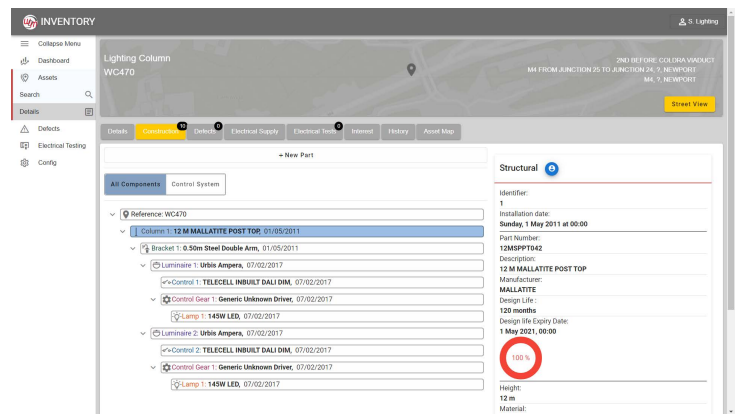 um INVENTORY
S. Lighting
Collapse Menu
Dashboard
Assets
Search
Details
Defects
Electrical Testing
Config
Lighting Column
WC470
2ND BEFORE COLDRA VIADUCT
M4 FROM JUNCTION 25 TO JUNCTION 24, ?, NEWPORT
M4, ?, NEWPORT
Street View
Details
Construction 10
Defects 0
Electrical Supply
Electrical Tests 0
Interest
History
Asset Map
+ New Part
All Components
Control System
Reference: WC470
Column 1: 12 M MALLATITE POST TOP, 01/05/2011
Bracket 1: 0.50m Steel Double Arm, 01/05/2011
Luminaire 1: Urbis Ampera, 07/02/2017
Control 1: TELECELL INBUILT DALI DIM, 07/02/2017
Control Gear 1: Generic Unknown Driver, 07/02/2017
Lamp 1: 145W LED, 07/02/2017
Luminaire 2: Urbis Ampera, 07/02/2017
Control 2: TELECELL INBUILT DALI DIM, 07/02/2017
Control Gear 1: Generic Unknown Driver, 07/02/2017
Lamp 1: 145W LED, 07/02/2017
Structural
Identifier:
1
Installation date:
Sunday, 1 May 2011 at 00:00
Part Number:
12MSPPT042
Description:
12 M MALLATITE POST TOP
Manufacturer:
MALLATITE
Design Life :
120 months
Design life Expiry Date:
1 May 2021, 00:00
100 %
Height:
12 m
Material: